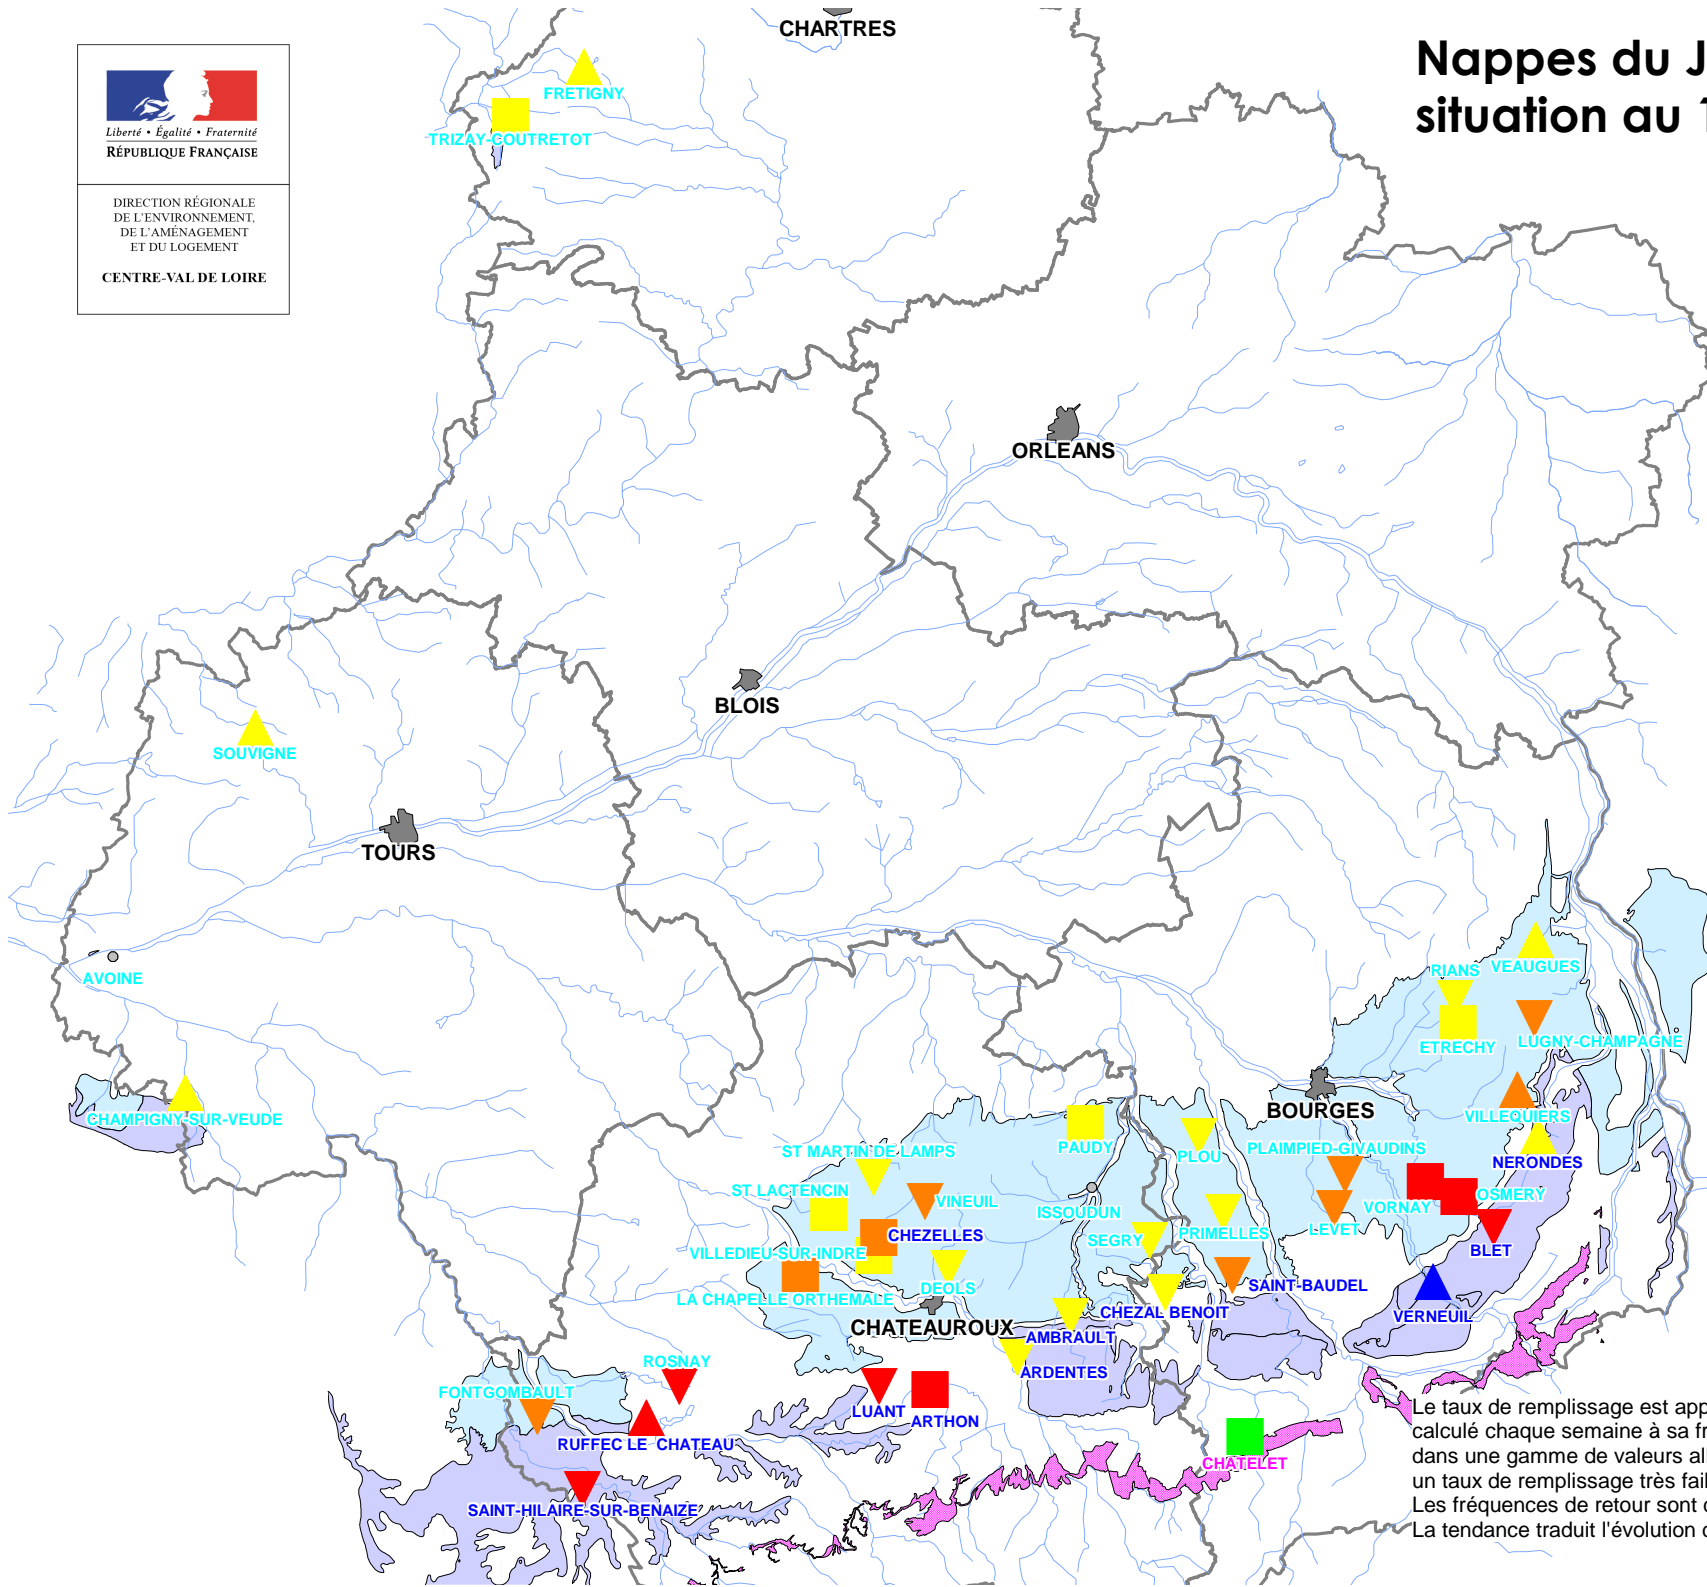 CHARTRES
Nappes du J
situation au 1
FRETIGNY
TRIZAY-COUTRETOT
Liberté • Égalité • Fraternité
RÉPUBLIQUE FRANÇAISE
DIRECTION RÉGIONALE
DE L'ENVIRONNEMENT,
DE L'AMÉNAGEMENT
ET DU LOGEMENT
CENTRE-VAL DE LOIRE
ORLEANS
BLOIS
SOUVIGNE
TOURS
AVOINE
RIANS
VEAUGUES
ETRECHY
LUGNY-CHAMPAGNE
BOURGES
CHAMPIGNY-SUR-VEUDE
VILLEQUIERS
ST MARTIN DE LAMPS
PAUDY
PLOU
PLAIMPIED-GIVAUDINS
NERONDES
ST LACTENCIN
VINEUIL
ISSOUDUN
VORNAY
OSMERY
CHEZELLES
SEGRY
PRIMELLES
LEVET
VILLEDIEU-SUR-INDRE
BLET
DEOLS
SAINT-BAUDEL
LA CHAPELLE ORTHEMALE
CHEZAL BENOIT
VERNEUIL
CHATEAUROUX
AMBRAULT
ROSNAY
ARDENTES
FONTGOMBAULT
LUANT
ARTHON
RUFFEC LE CHATEAU
CHATELET
SAINT-HILAIRE-SUR-BENAIZE
Le taux de remplissage est app
calculé chaque semaine à sa fr
dans une gamme de valeurs all
un taux de remplissage très faib
Les fréquences de retour sont c
La tendance traduit l'évolution d